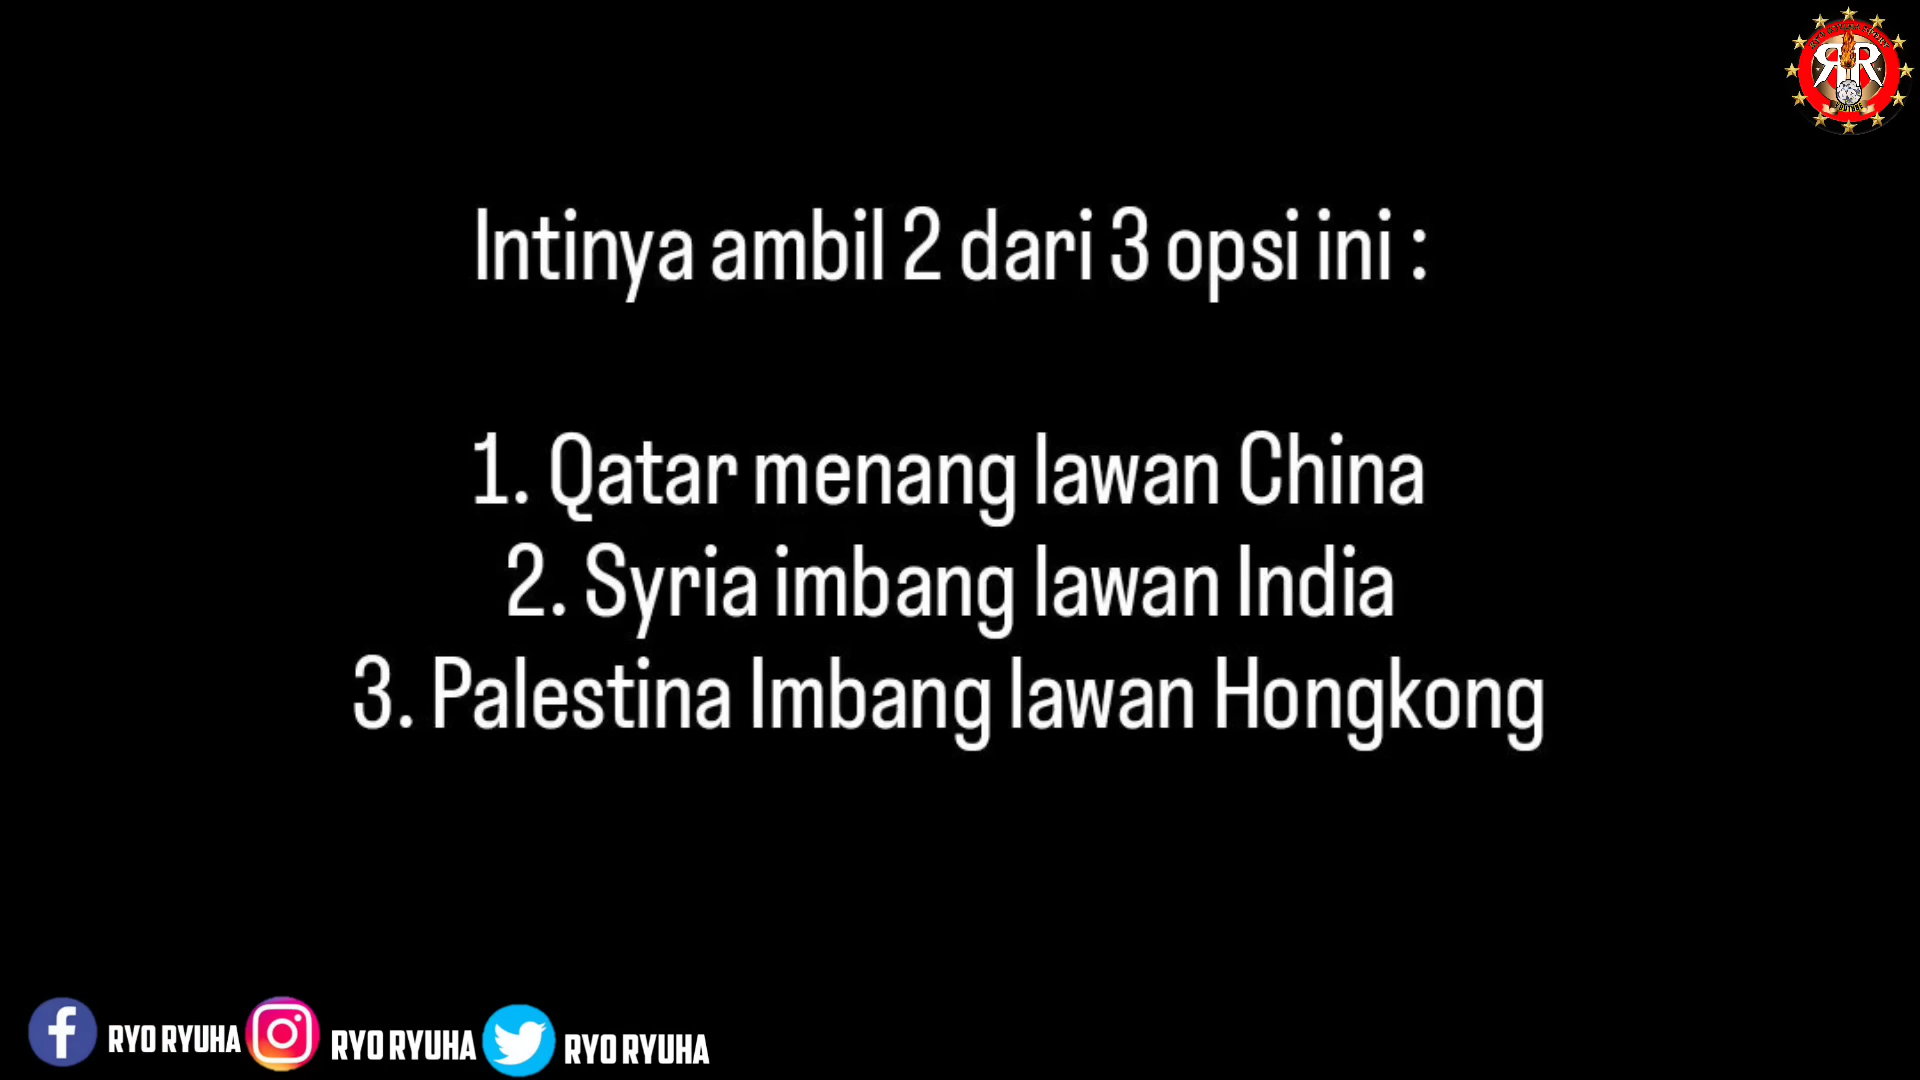 Intinya ambil 2 dari 3 opsi ini :
1. Qatar menang lawan China
2. Syria imbang lawan India
3. Palestina Imbang lawan Hongkong
RYO RYUHA RYO RYUHA RYO RYUHA